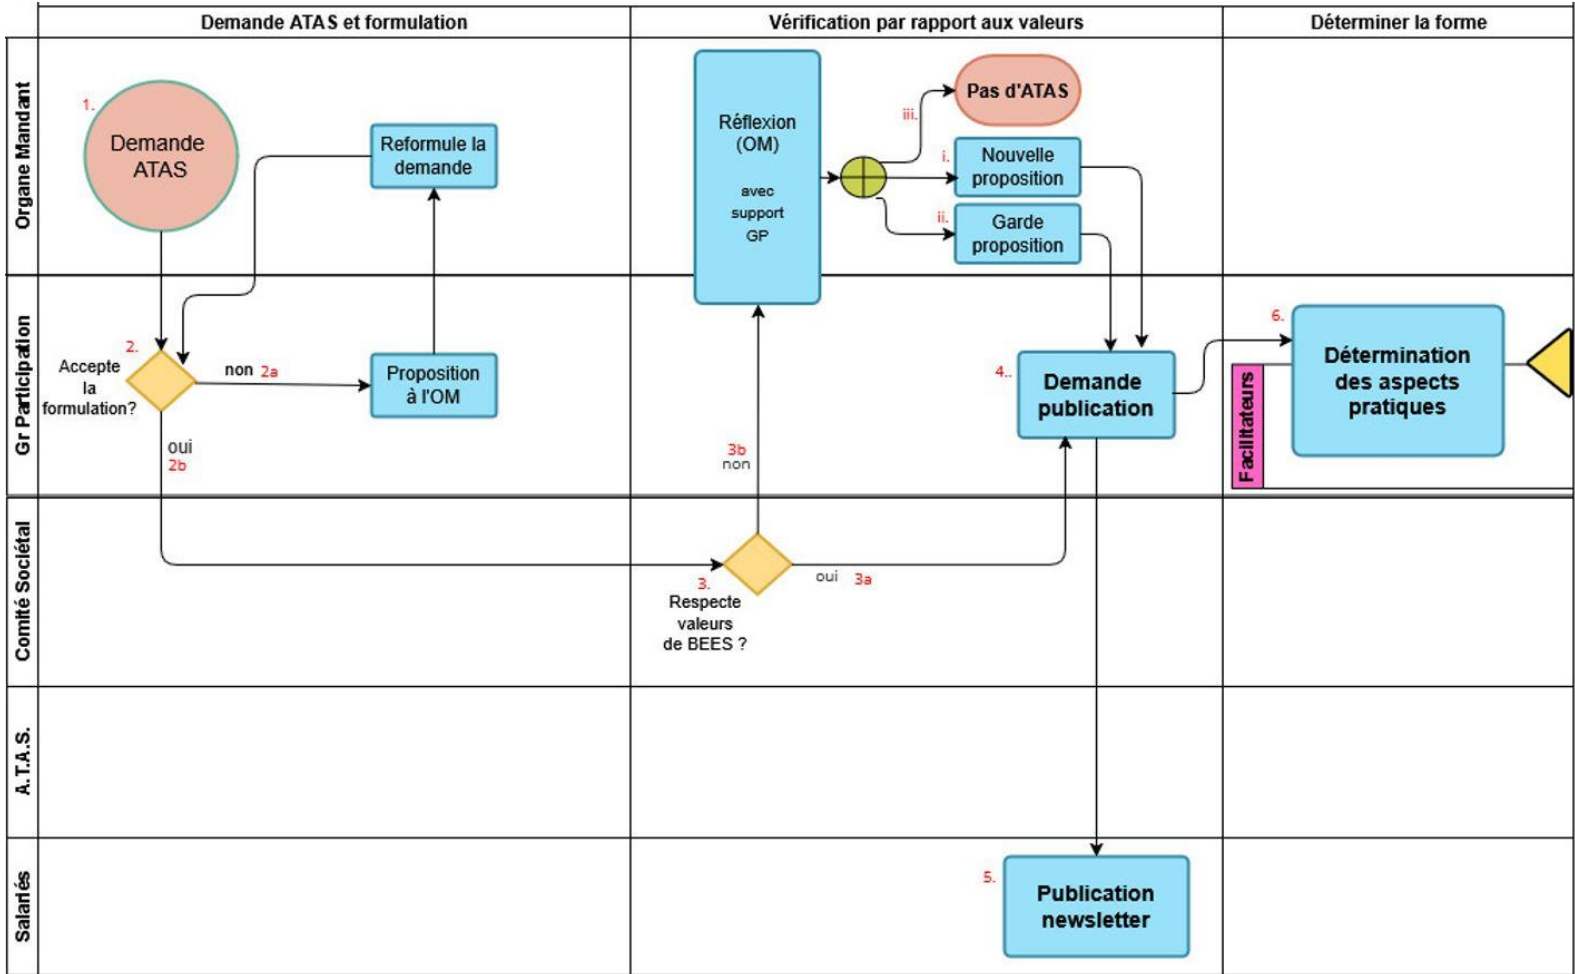 Demande ATAS et formulation
Vérification par rapport aux valeurs
Déterminer la forme
Organe Mandant
1.
Demande
ATAS
Reformule la
demande
Réflexion
(OM)
avec
support
GP
iii.
Pas d'ATAS
i.
Nouvelle
proposition
ii.
Garde
proposition
Gr Participation
2.
Accepte
la
formulation?
non 2a
Proposition
à l'OM
oui
2b
3b
non
4..
Demande
publication
6.
Détermination
des aspects
pratiques
Facilitateurs
Comité Sociétal
3.
Respecte
valeurs
de BEES ?
oui 3a
A.T.A.S.
Salariés
5.
Publication
newsletter